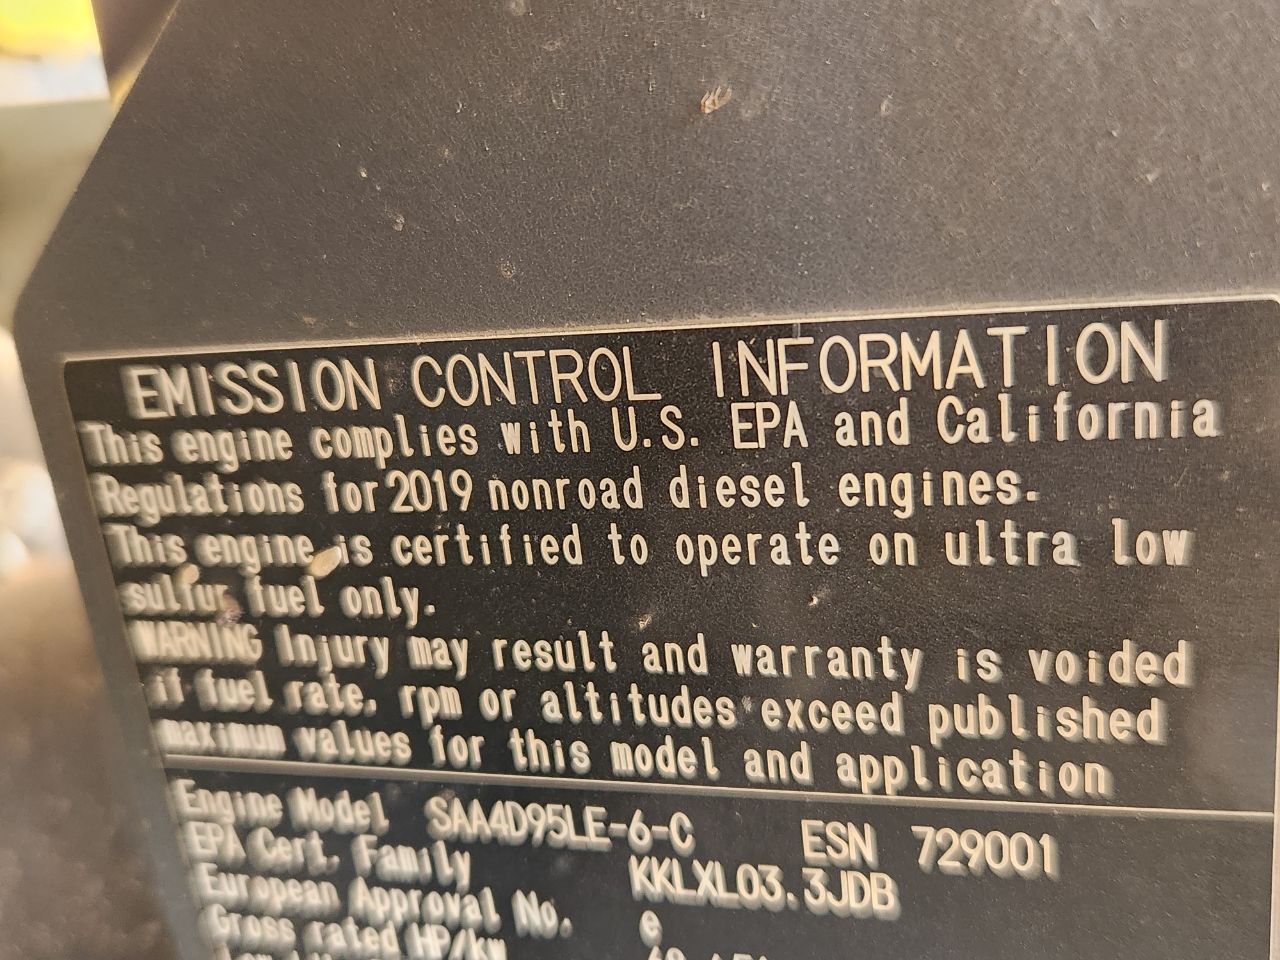 EMISSION CONTROL INFORMATION
This engine complies with U.S. EPA and California
Regulations for 2019 nonroad diesel engines.
This engine is certified to operate on ultra low
sulfur fuel only.
WARNING Injury may result and warranty is voided
if fuel rate, rpm or altitudes exceed published
maximum values for this model and application
Engine Model SAA4D95LE-6-C ESN 729001
EPA Cert. Family KKLXL03.3JDB
European Approval No. e
Gross rated HP/kw